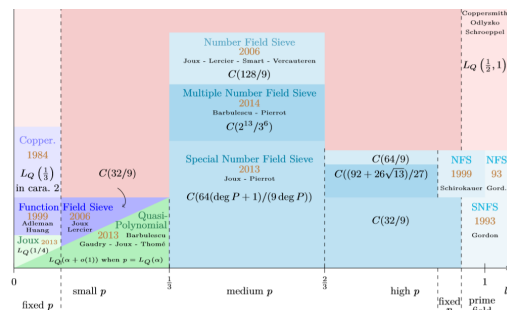 Coppersmith
Odlyzko
Schroeppel
L_Q (1/2, 1)
Number Field Sieve
2006
Joux - Lercier - Smart - Vercauteren
C(128/9)
Multiple Number Field Sieve
2014
Barbulescu - Pierrot
C(2^13/3^6)
Copper.
1984
L_Q (1/3)
in cara. 2
C(32/9)
Special Number Field Sieve
2013
Joux - Pierrot
C(64(deg P + 1)/(9 deg P))
C(64/9)
C((92 + 26√13)/27)
NFS
1999
Schirokauer
NFS
93
Gord.
C(32/9)
SNFS
1993
Gordon
Function Field Sieve
1999
Adleman
Huang
2006
Joux
Lercier
Quasi-
Polynomial
2013 Barbulescu
Gaudry - Joux - Thomé
Joux 2013
L_Q(1/4)
L_Q(α + o(1)) when p = L_Q(α)
0
1/3
2/3
1
fixed p
small p
medium p
high p
fixed
prime
field